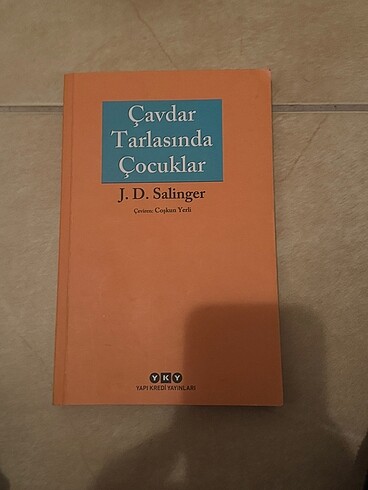 Çavdar
Tarlasında
Çocuklar
J. D. Salinger
Çeviren: Coşkun Yerli
YKY
YAPI KREDİ YAYINLARI